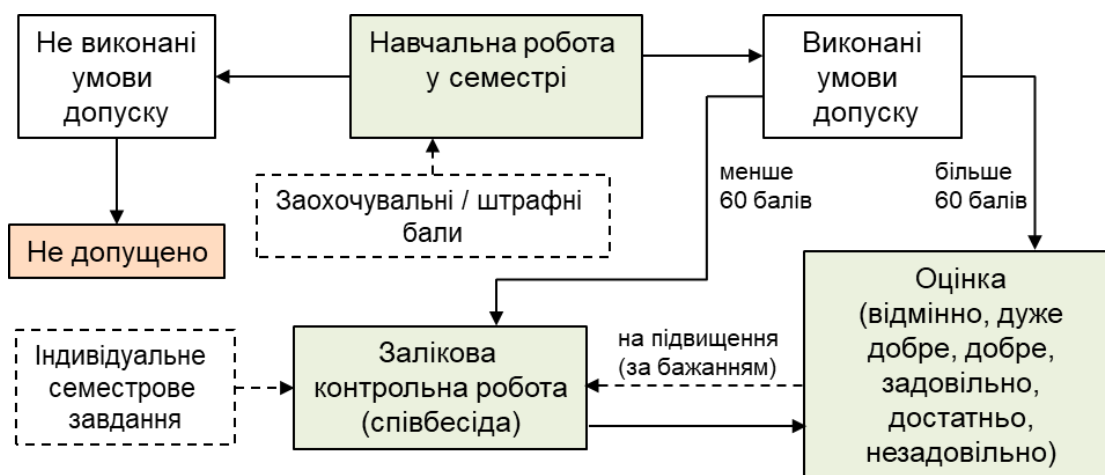 Не виконані
умови
допуску
Навчальна робота
у семестрі
Виконані
умови
допуску
менше
60 балів
більше
60 балів
Заохочувальні / штрафні
бали
Не допущено
Оцінка
(відмінно, дуже
добре, добре,
задовільно,
достатньо,
незадовільно)
Індивідуальне
семестрове
завдання
Залікова
контрольна робота
(співбесіда)
на підвищення
(за бажанням)